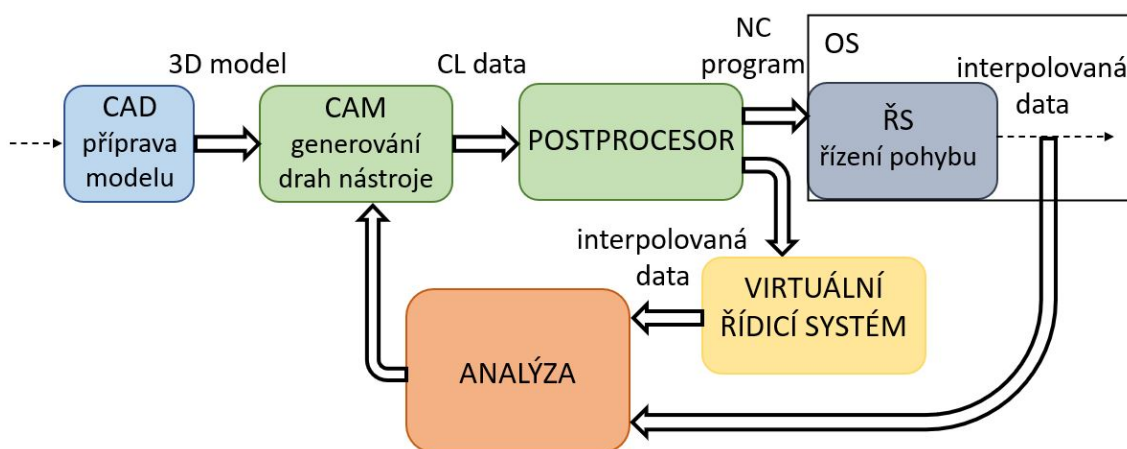 3D model
CL data
NC
program
OS
interpolovaná
data
CAD
příprava
modelu
CAM
generování
drah nástroje
POSTPROCESOR
ŘS
řízení pohybu
interpolovaná
data
VIRTUÁLNÍ
ŘÍDICÍ SYSTÉM
ANALÝZA